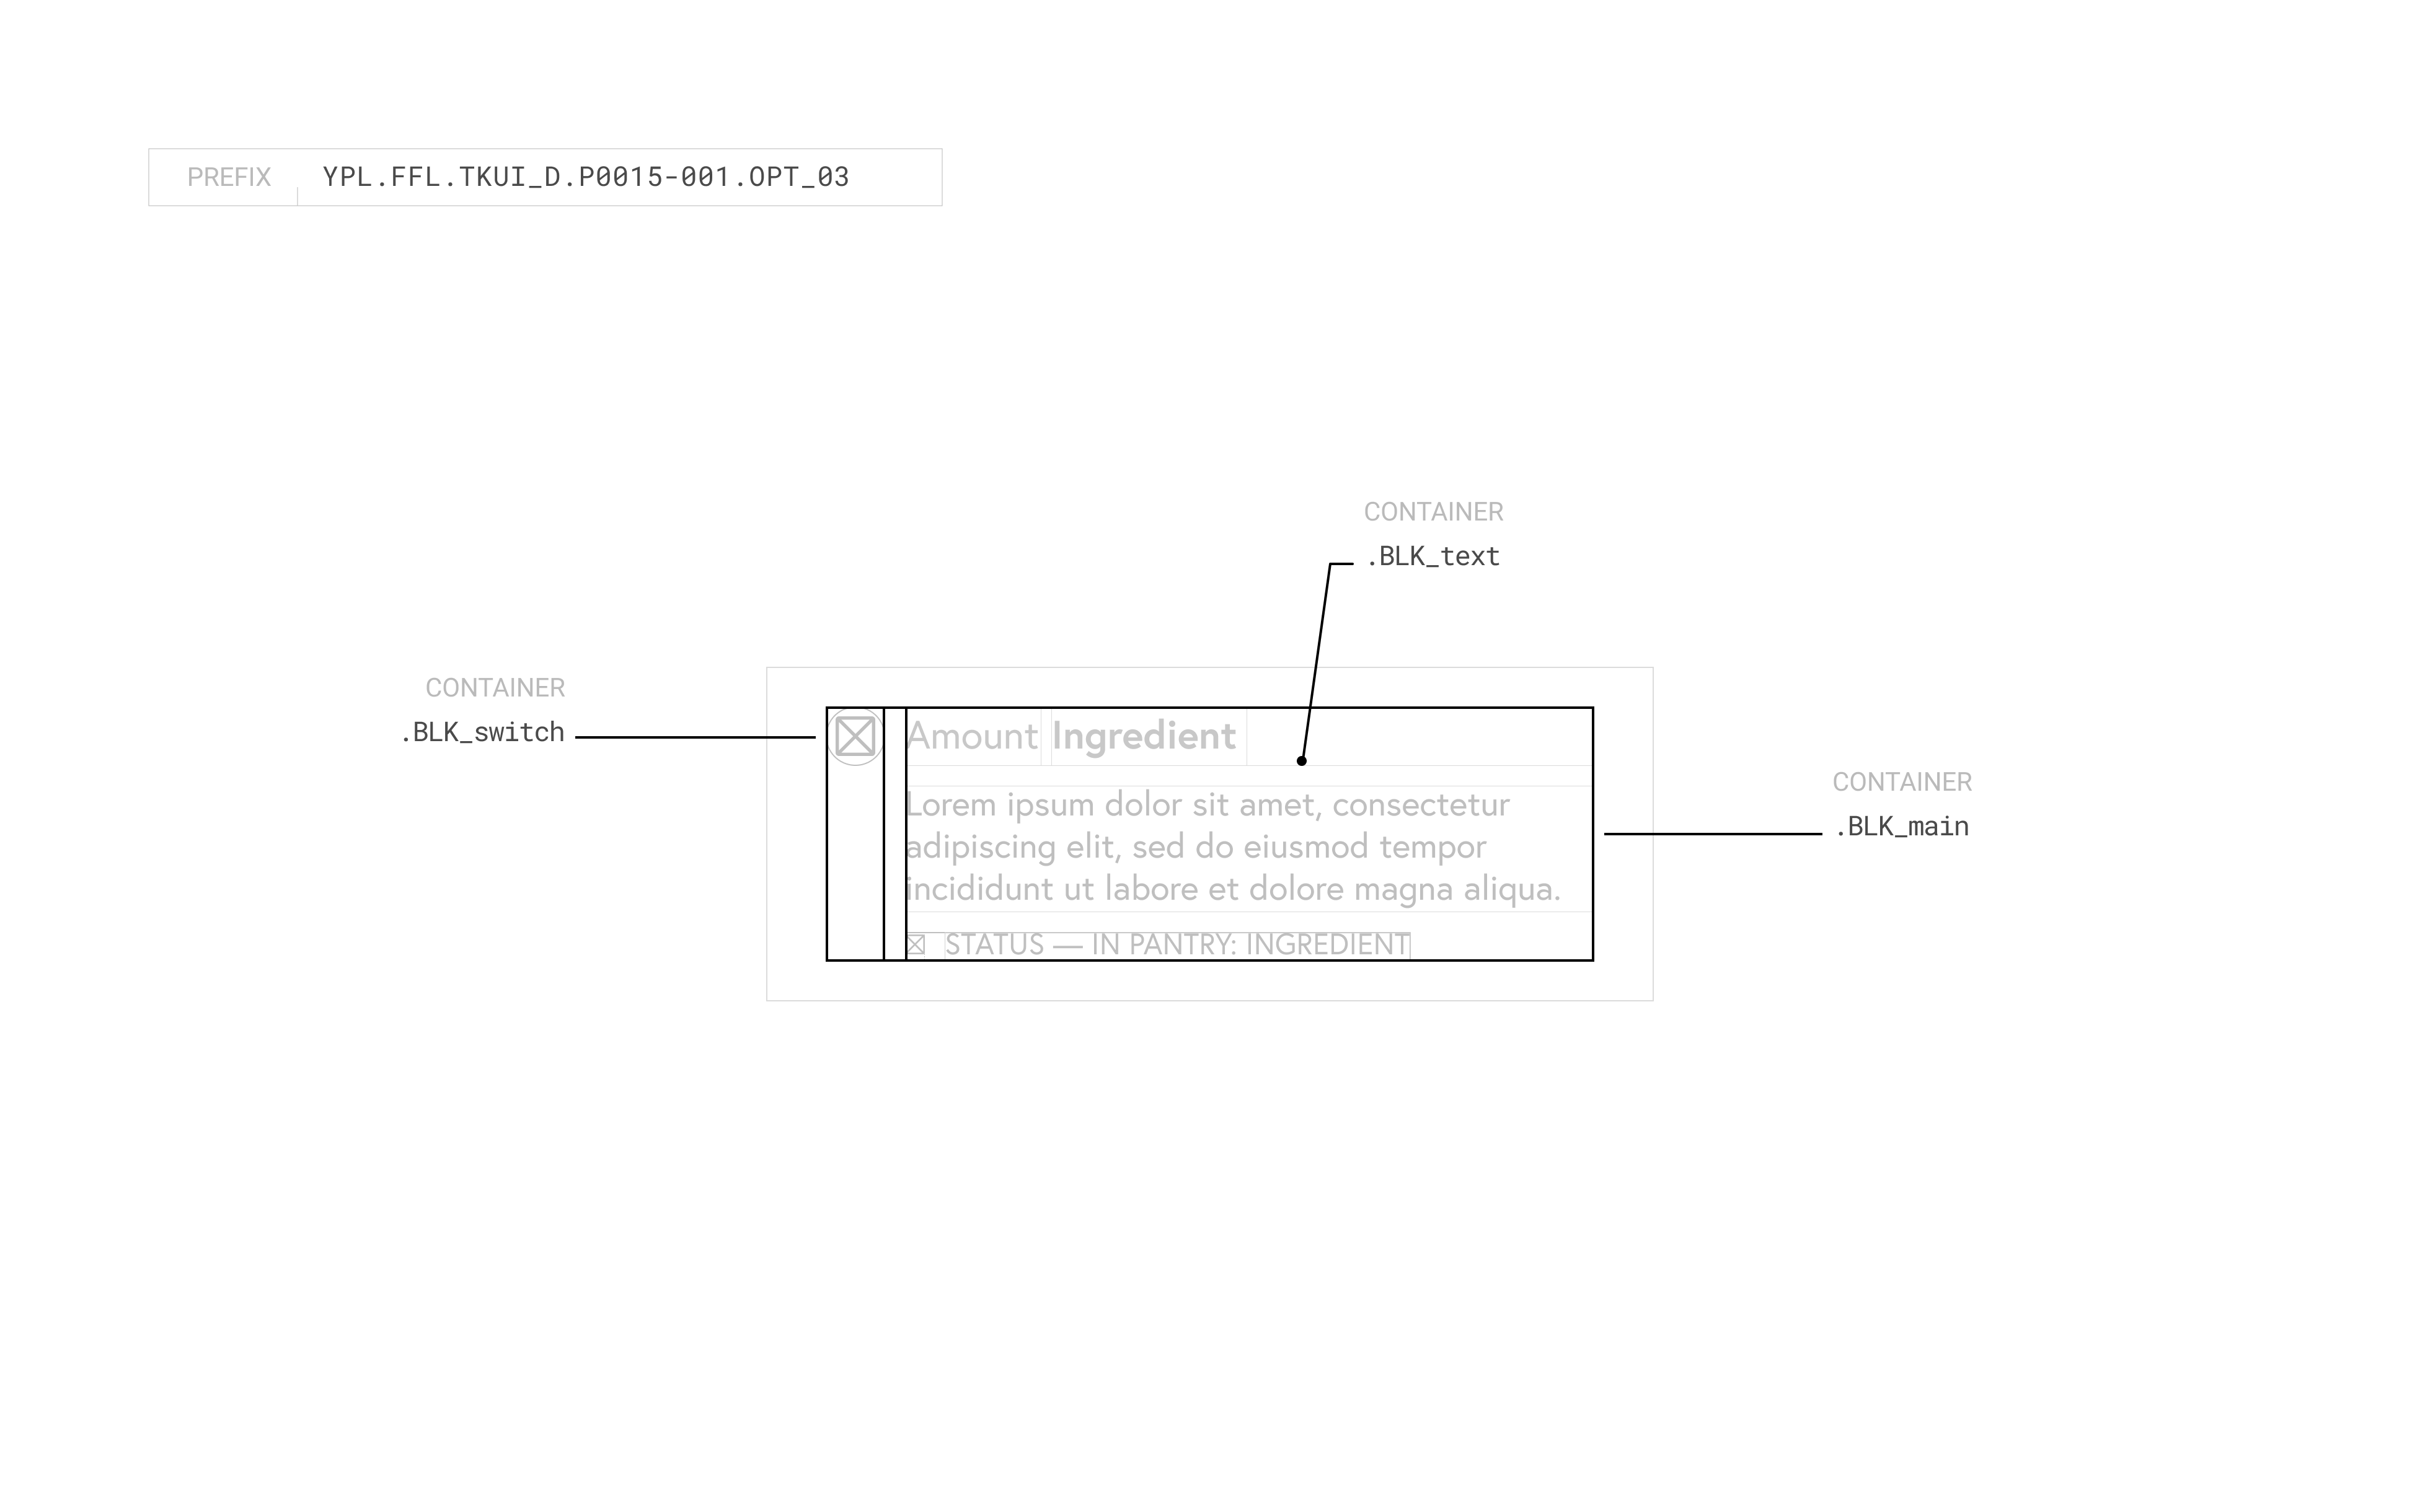 PREFIX YPL.FFL.TKUI_D.P0015-001.OPT_03
CONTAINER
.BLK_text
CONTAINER
.BLK_switch
Amount Ingredient
CONTAINER
.BLK_main
Lorem ipsum dolor sit amet, consectetur
adipiscing elit, sed do eiusmod tempor
incididunt ut labore et dolore magna aliqua.
STATUS — IN PANTRY: INGREDIENT